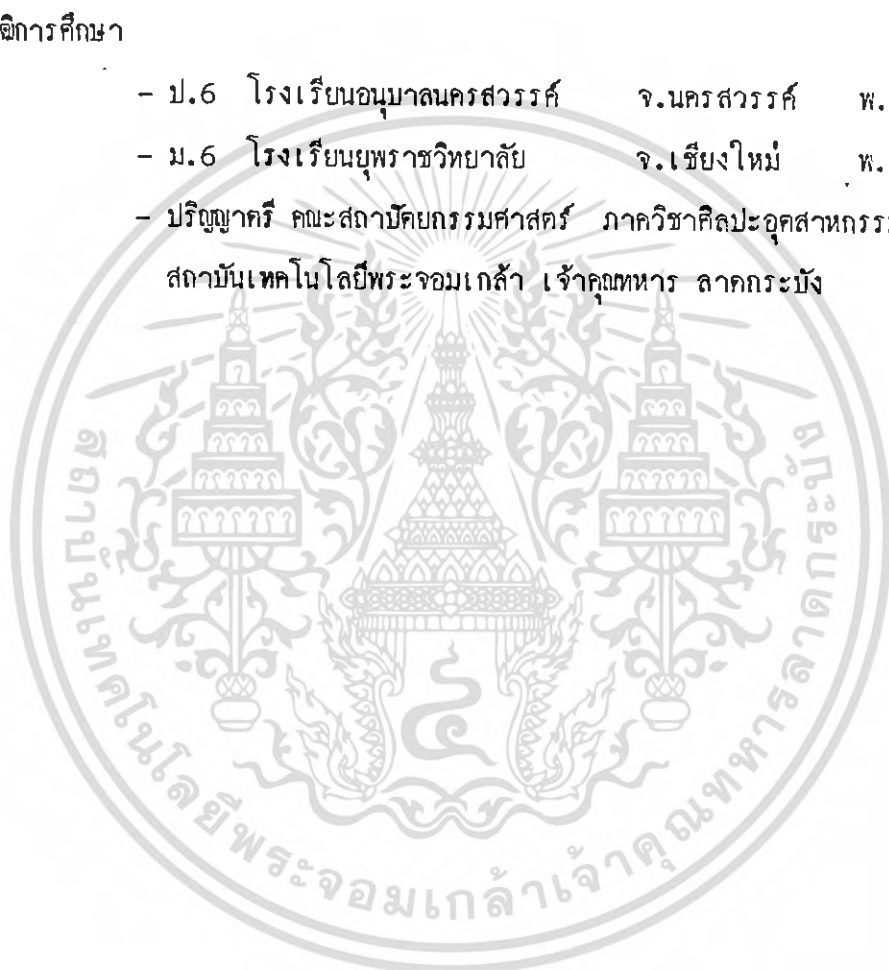 ฒิการศึกษา
- ป.6 โรงเรียนอนุบาลนครสวรรค์ จ.นครสวรรค์ พ.
- ม.6 โรงเรียนยุพราชวิทยาลัย จ.เชียงใหม่ พ.
- ปริญญาตรี คณะสถาปัตยกรรมศาสตร์ ภาควิชาศิลปะอุตสาหกรร
สถาบันเทคโนโลยีพระจอมเกล้า เจ้าคุณทหาร ลาดกระบัง
สถาบันเทคโนโลยีพระจอมเกล้าเจ้าคุณทหารลาดกระบัง
๔